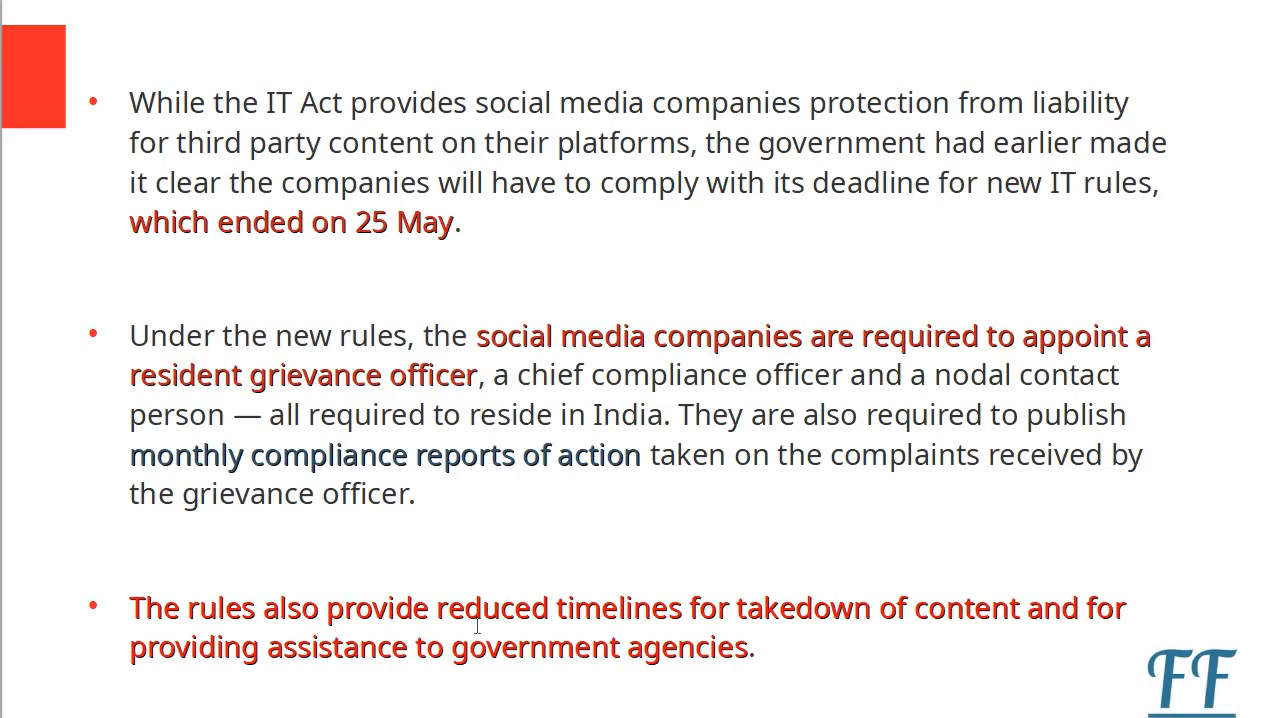 • While the IT Act provides social media companies protection from liability
for third party content on their platforms, the government had earlier made
it clear the companies will have to comply with its deadline for new IT rules,
which ended on 25 May.
• Under the new rules, the social media companies are required to appoint a
resident grievance officer, a chief compliance officer and a nodal contact
person — all required to reside in India. They are also required to publish
monthly compliance reports of action taken on the complaints received by
the grievance officer.
• The rules also provide reduced timelines for takedown of content and for
providing assistance to government agencies.
FF